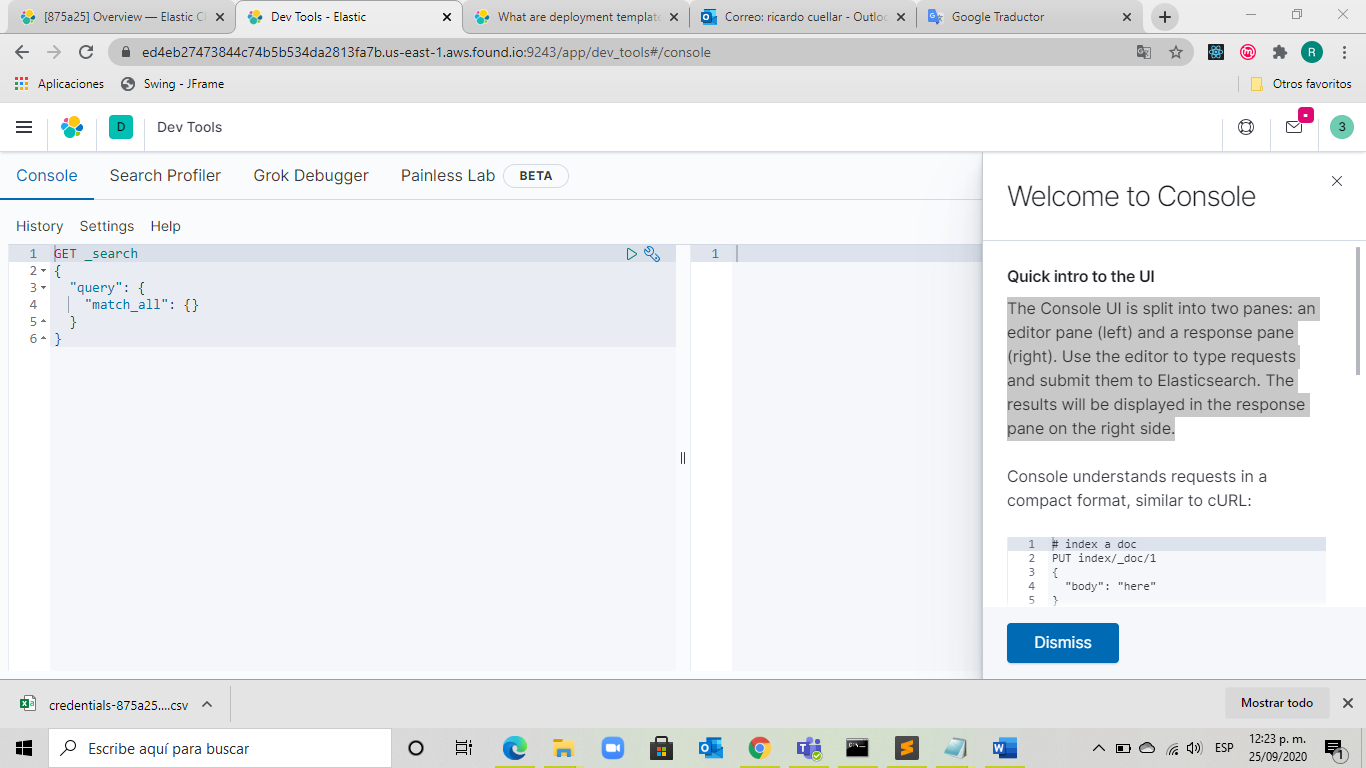 [875a25] Overview — Elastic Cl
Dev Tools - Elastic
What are deployment template
Correo: ricardo cuellar - Outloo
Google Traductor
ed4eb27473844c74b5b534da2813fa7b.us-east-1.aws.found.io:9243/app/dev_tools#/console
R
Aplicaciones
Swing - JFrame
Otros favoritos
D
Dev Tools
3
Console
Search Profiler
Grok Debugger
Painless Lab
BETA
History
Settings
Help
1 GET _search
2 {
3 "query": {
4 "match_all": {}
5 }
6 }
1
Welcome to Console
Quick intro to the UI
The Console UI is split into two panes: an
editor pane (left) and a response pane
(right). Use the editor to type requests
and submit them to Elasticsearch. The
results will be displayed in the response
pane on the right side.
Console understands requests in a
compact format, similar to cURL:
1 # index a doc
2 PUT index/_doc/1
3 {
4 "body": "here"
5 }
Dismiss
credentials-875a25....csv
Mostrar todo
Escribe aquí para buscar
ESP
12:23 p. m.
25/09/2020
1